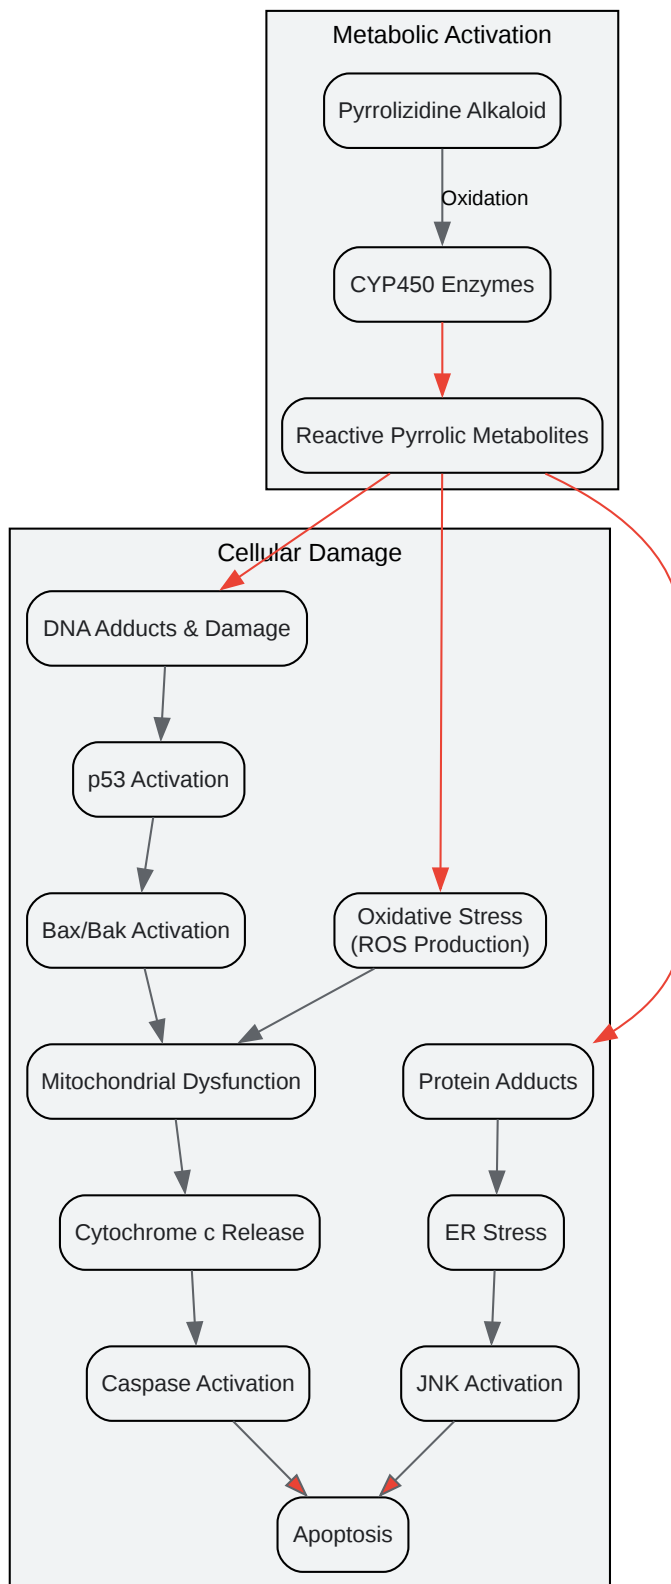 Metabolic Activation
Pyrrolizidine Alkaloid
Oxidation
CYP450 Enzymes
Reactive Pyrrolic Metabolites
Cellular Damage
DNA Adducts & Damage
p53 Activation
Bax/Bak Activation
Oxidative Stress
(ROS Production)
Mitochondrial Dysfunction
Protein Adducts
Cytochrome c Release
ER Stress
Caspase Activation
JNK Activation
Apoptosis